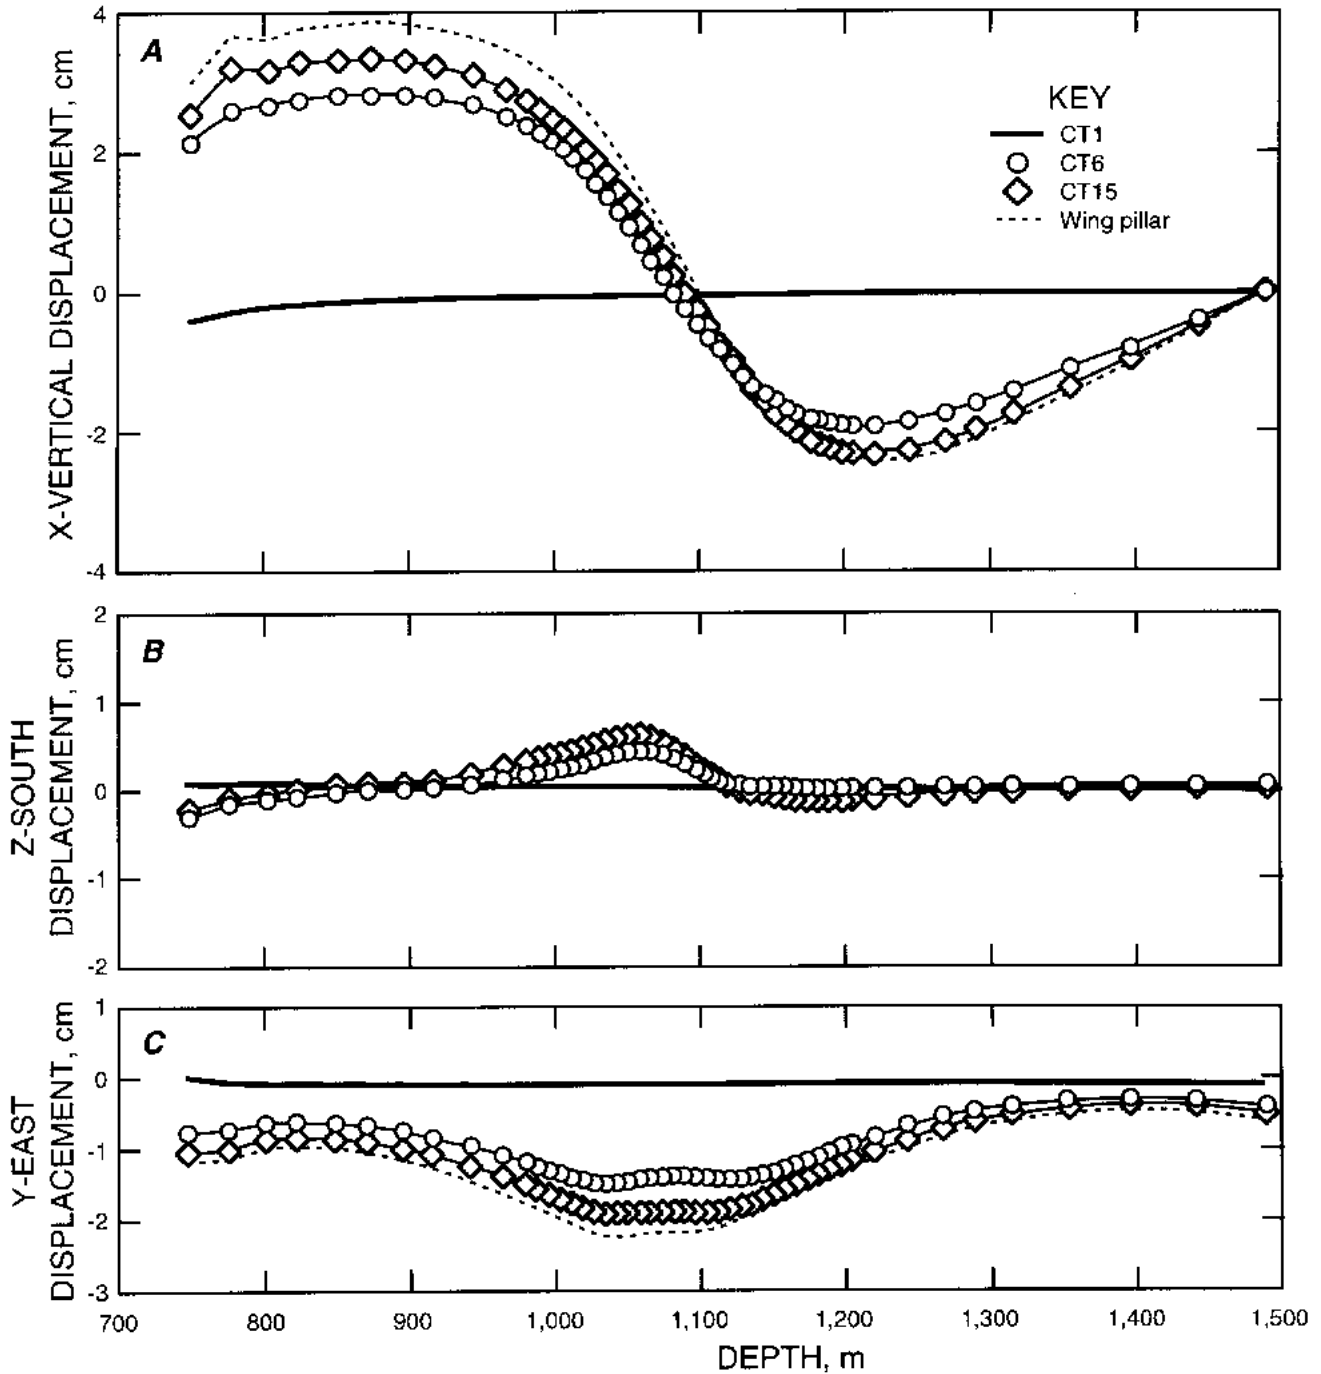 4
2
0
-2
-4
X-VERTICAL DISPLACEMENT, cm
A
KEY
CT1
CT6
CT15
Wing pillar
2
1
0
-1
-2
Z-SOUTH
DISPLACEMENT, cm
B
1
0
-1
-2
-3
Y-EAST
DISPLACEMENT, cm
C
700 800 900 1,000 1,100 1,200 1,300 1,400 1,500
DEPTH, m